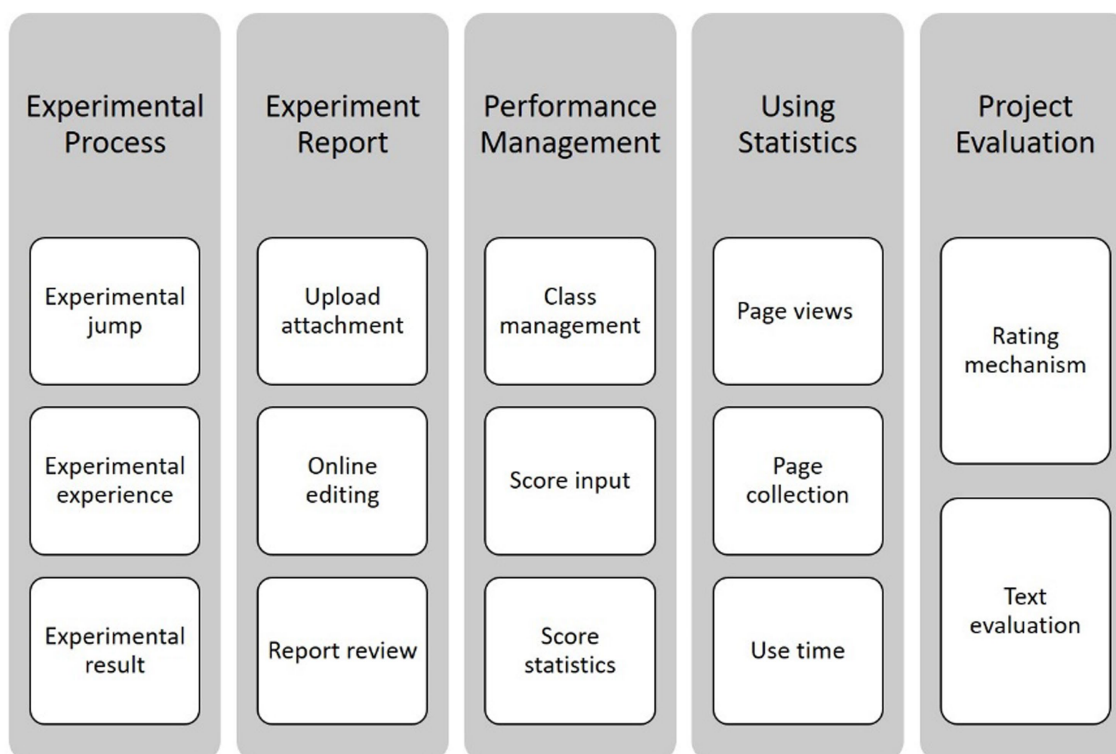 Experimental
Process
Experimental
jump
Experimental
experience
Experimental
result
Experiment
Report
Upload
attachment
Online
editing
Report review
Performance
Management
Class
management
Score input
Score
statistics
Using
Statistics
Page views
Page
collection
Use time
Project
Evaluation
Rating
mechanism
Text
evaluation